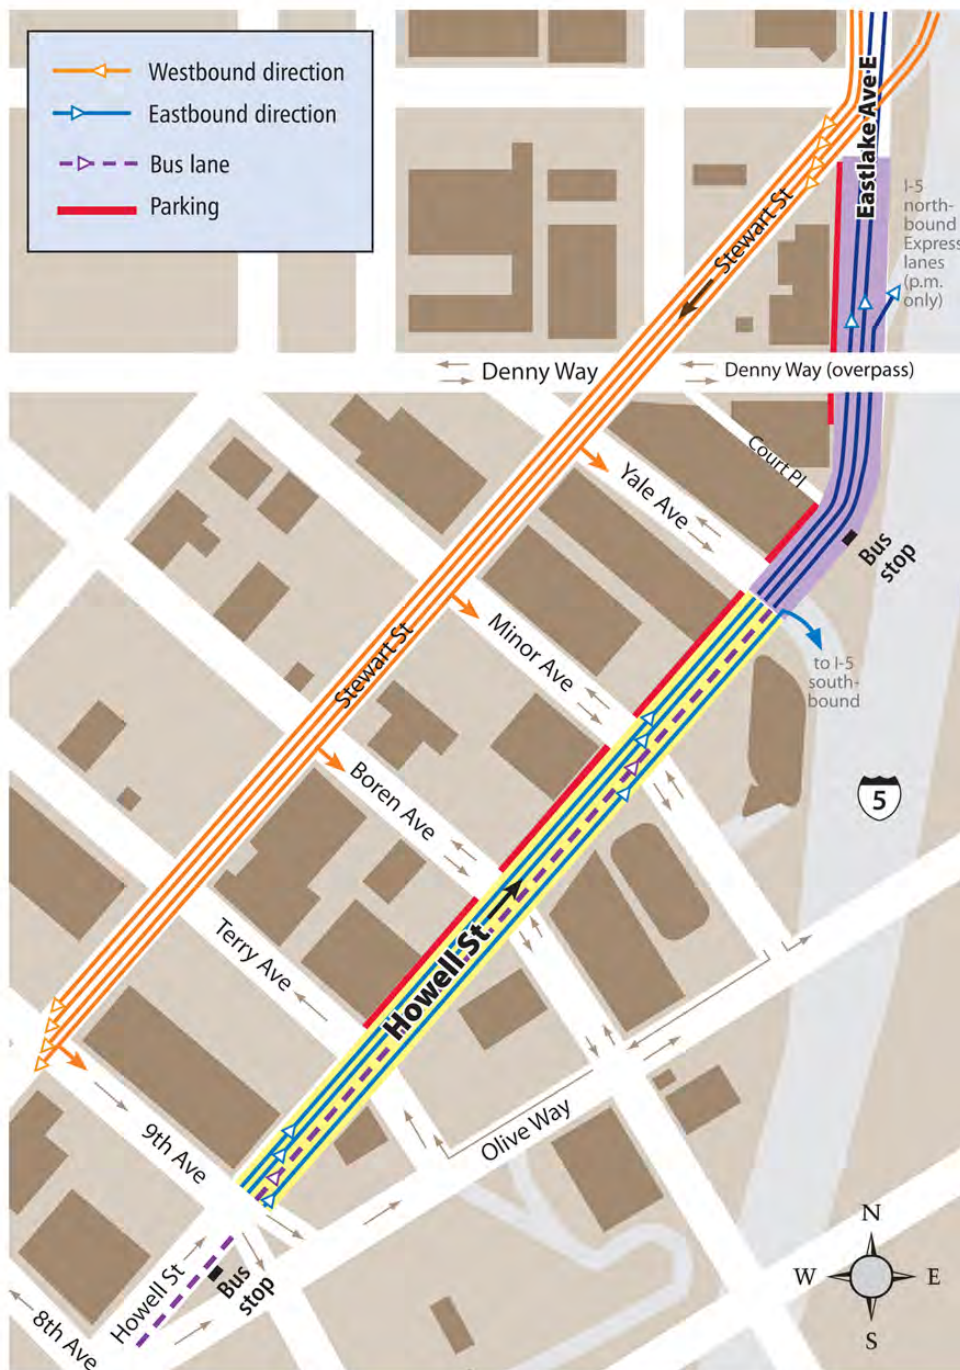 Westbound direction
Eastbound direction
Bus lane
Parking
Eastlake Ave E
I-5
north-
bound
Express
lanes
(p.m.
only)
Stewart St
Denny Way
Denny Way (overpass)
Court Pl
Yale Ave
Bus
stop
Minor Ave
Stewart St
to I-5
south-
bound
Boren Ave
5
Terry Ave
Howell St
9th Ave
Olive Way
Howell St
Bus
stop
8th Ave
N
W
E
S